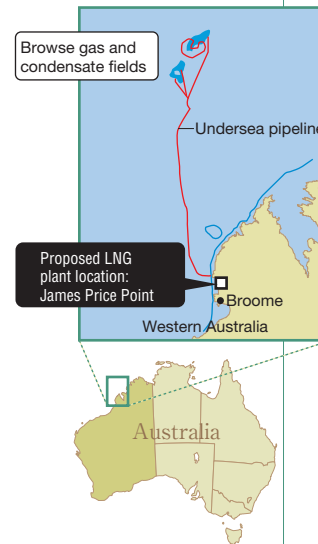 Browse gas and
condensate fields
Undersea pipeline
Proposed LNG
plant location:
James Price Point
Broome
Western Australia
Australia